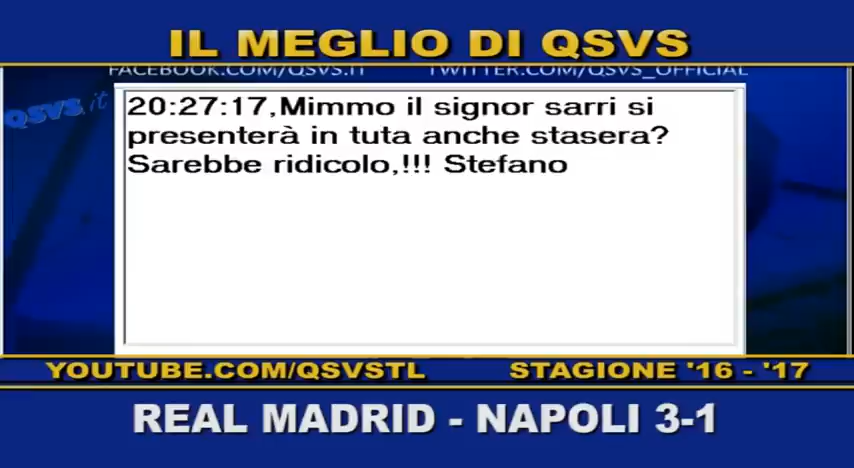 IL MEGLIO DI QSVS
FACEBOOK.COM/QSVS.IT TWITTER.COM/QSVS_OFFICIAL
QSVS.it
20:27:17,Mimmo il signor sarri si
presenterà in tuta anche stasera?
Sarebbe ridicolo,!!! Stefano
YOUTUBE.COM/QSVSTL STAGIONE '16 - '17
REAL MADRID - NAPOLI 3-1